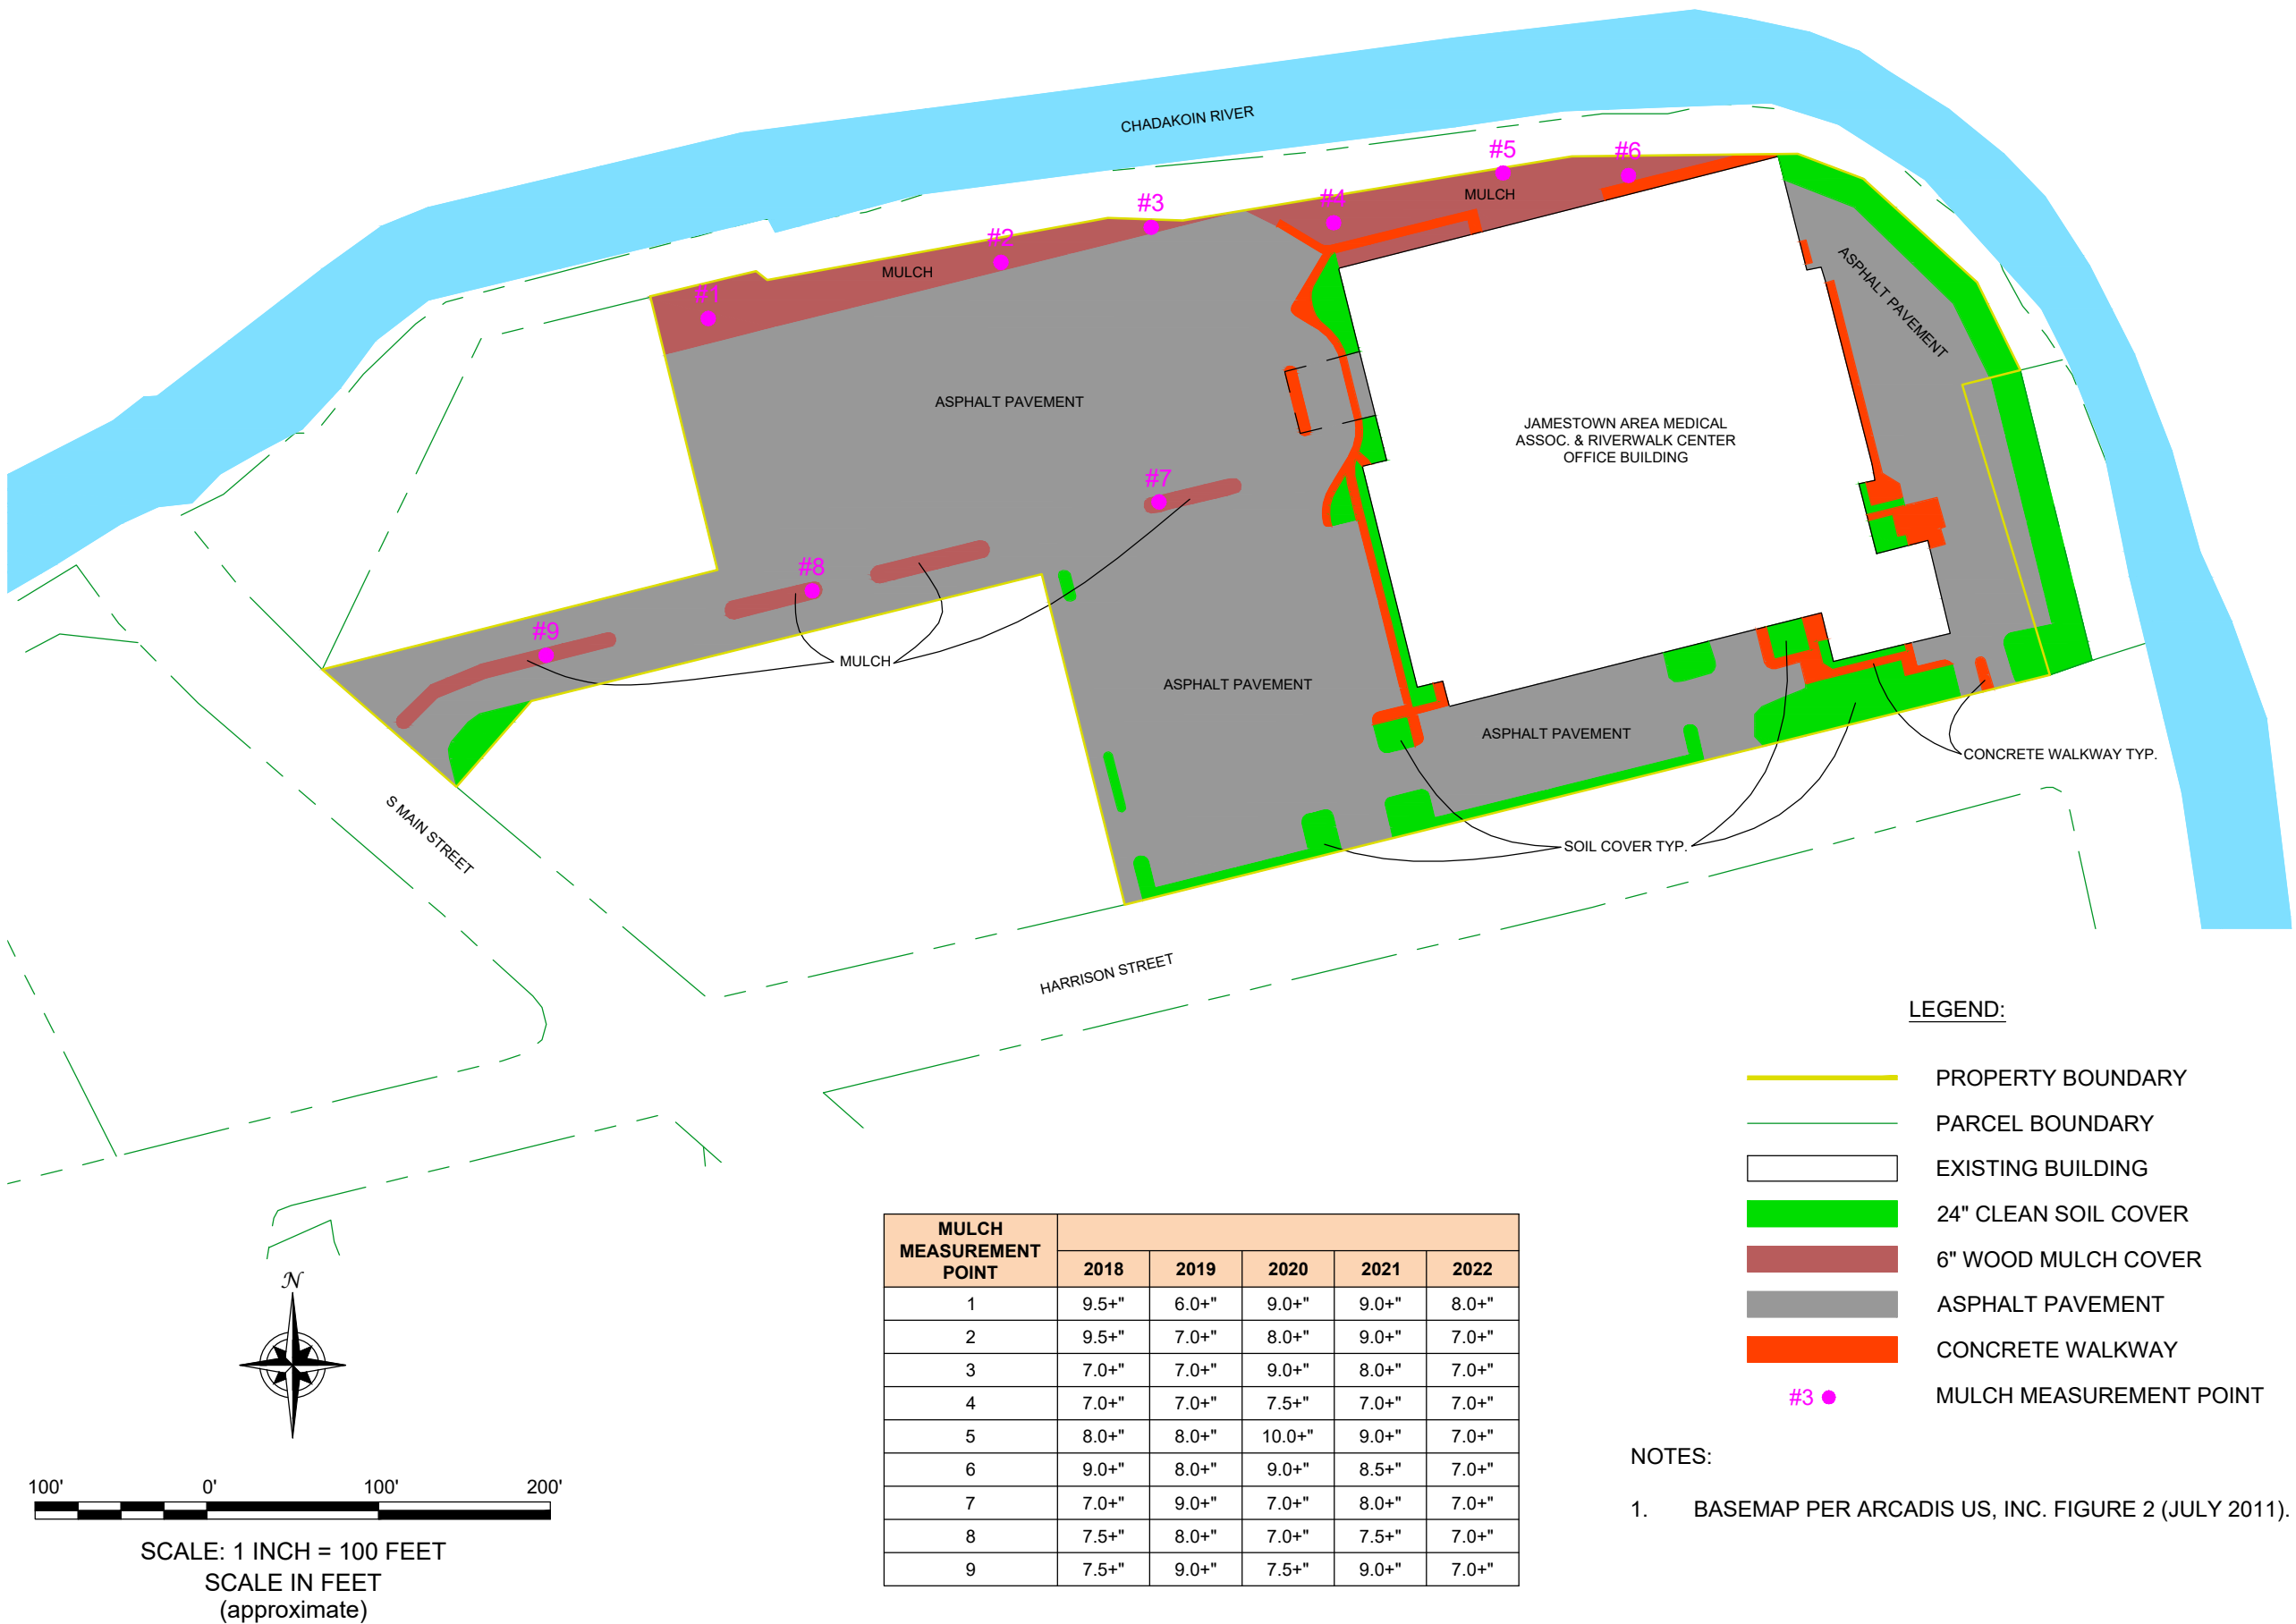 CHADAKOIN RIVER
#5
#6
#4
MULCH
#3
#2
MULCH
#1
ASPHALT PAVEMENT
ASPHALT PAVEMENT
JAMESTOWN AREA MEDICAL
ASSOC. & RIVERWALK CENTER
OFFICE BUILDING
#7
#8
#9
MULCH
ASPHALT PAVEMENT
ASPHALT PAVEMENT
CONCRETE WALKWAY TYP.
S MAIN STREET
SOIL COVER TYP.
HARRISON STREET
LEGEND:
PROPERTY BOUNDARY
PARCEL BOUNDARY
EXISTING BUILDING
24" CLEAN SOIL COVER
6" WOOD MULCH COVER
ASPHALT PAVEMENT
CONCRETE WALKWAY
#3 MULCH MEASUREMENT POINT
NOTES:
1. BASEMAP PER ARCADIS US, INC. FIGURE 2 (JULY 2011).
MULCH
MEASUREMENT
POINT 2018 2019 2020 2021 2022
1 9.5+" 6.0+" 9.0+" 9.0+" 8.0+"
2 9.5+" 7.0+" 8.0+" 9.0+" 7.0+"
3 7.0+" 7.0+" 9.0+" 8.0+" 7.0+"
4 7.0+" 7.0+" 7.5+" 7.0+" 7.0+"
5 8.0+" 8.0+" 10.0+" 9.0+" 7.0+"
6 9.0+" 8.0+" 9.0+" 8.5+" 7.0+"
7 7.0+" 9.0+" 7.0+" 8.0+" 7.0+"
8 7.5+" 8.0+" 7.0+" 7.5+" 7.0+"
9 7.5+" 9.0+" 7.5+" 9.0+" 7.0+"
N
100' 0' 100' 200'
SCALE: 1 INCH = 100 FEET
SCALE IN FEET
(approximate)